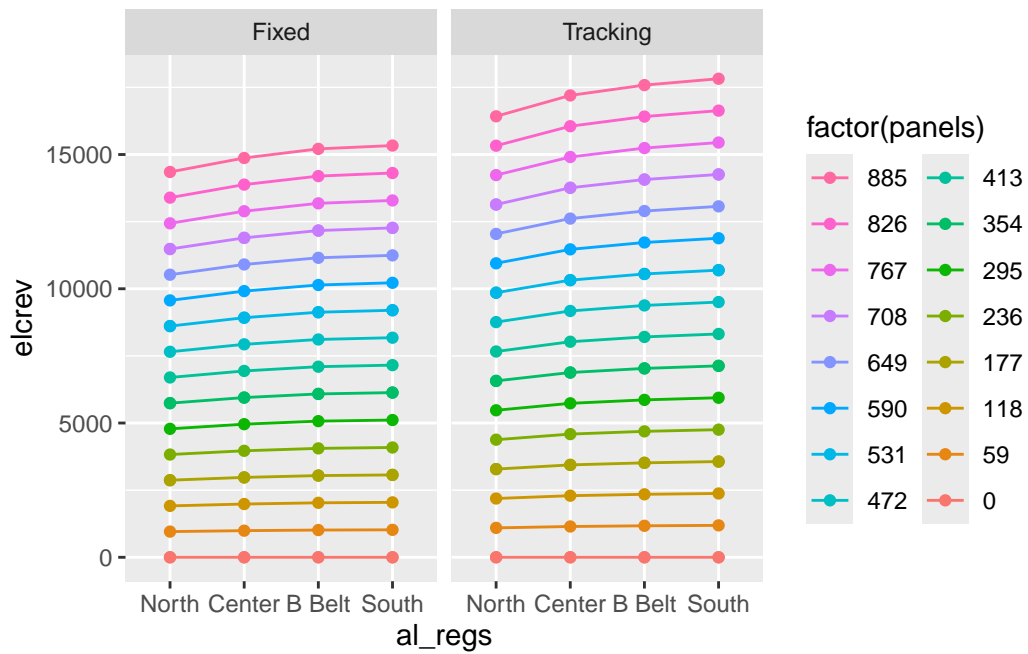 Fixed
Tracking
elcrev
15000
10000
5000
0
North Center B Belt South
North Center B Belt South
al_regs
factor(panels)
885 413
826 354
767 295
708 236
649 177
590 118
531 59
472 0